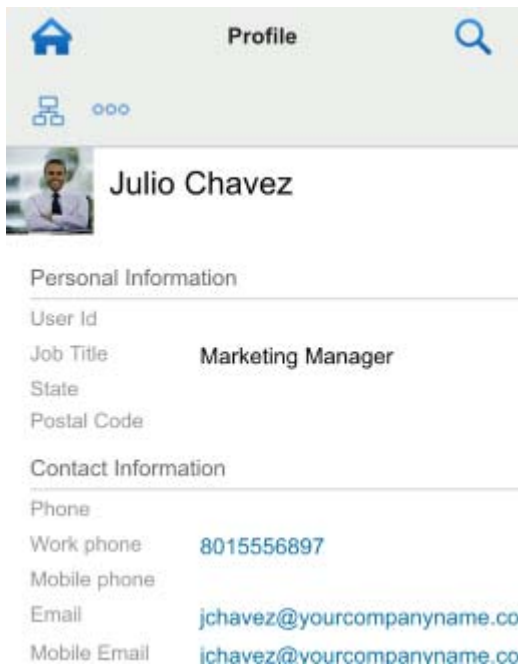 Profile
Julio Chavez
Personal Information
User Id
Job Title Marketing Manager
State
Postal Code
Contact Information
Phone
Work phone 8015556897
Mobile phone
Email jchavez@yourcompanyname.co
Mobile Email jchavez@yourcompanyname.co